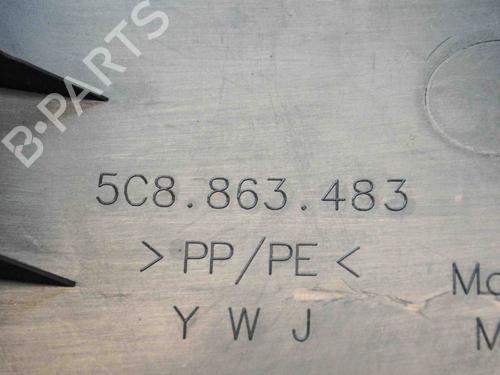 B·PARTS
5C8.863.483
> PP/PE <
Y W J